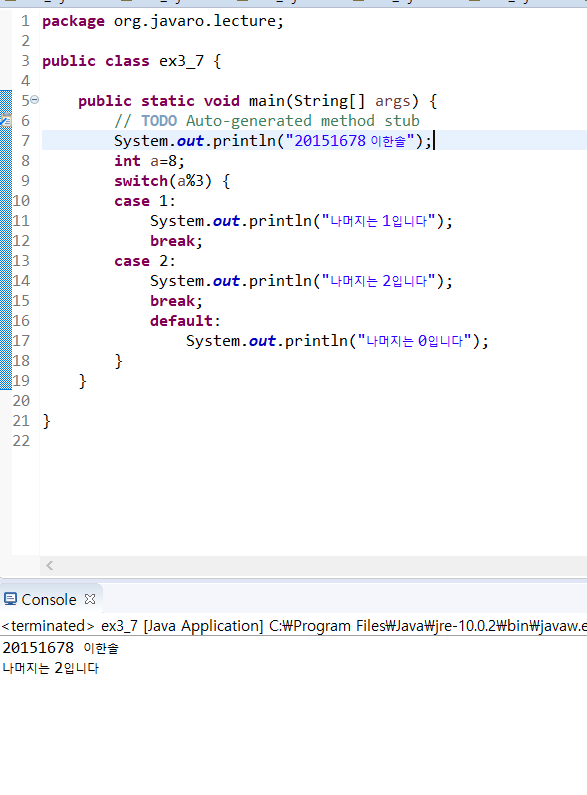 1 package org.javaro.lecture;
2
3 public class ex3_7 {
4
5 public static void main(String[] args) {
6 // TODO Auto-generated method stub
7 System.out.println("20151678 이한솔");
8 int a=8;
9 switch(a%3) {
10 case 1:
11 System.out.println("나머지는 1입니다");
12 break;
13 case 2:
14 System.out.println("나머지는 2입니다");
15 break;
16 default:
17 System.out.println("나머지는 0입니다");
18 }
19 }
20
21 }
22
Console
<terminated> ex3_7 [Java Application] C:₩Program Files₩Java₩jre-10.0.2₩bin₩javaw.e
20151678 이한솔
나머지는 2입니다